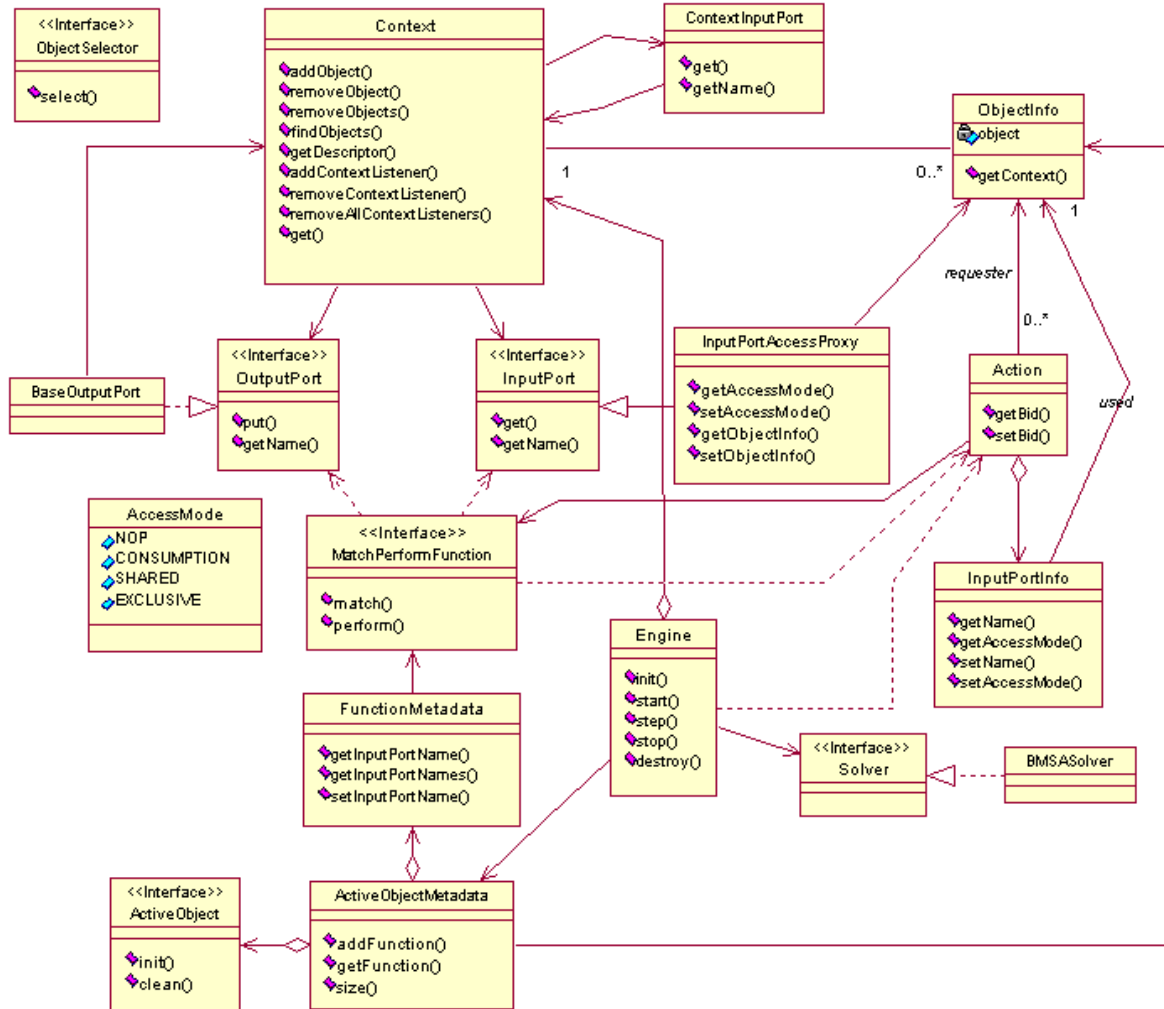 <<Interface>>
ObjectSelector
select()
Context
addObject()
removeObject()
removeObjects()
findObjects()
getDescriptor()
addContextListener()
removeContextListener()
removeAllContextListeners()
get()
ContextInputPort
get()
getName()
ObjectInfo
object
getContext()
1
0..*
1
requester
0..*
used
BaseOutputPort
<<Interface>>
OutputPort
put()
getName()
<<Interface>>
InputPort
get()
getName()
InputPortAccessProxy
getAccessMode()
setAccessMode()
getObjectInfo()
setObjectInfo()
Action
getBid()
setBid()
AccessMode
NOP
CONSUMPTION
SHARED
EXCLUSIVE
<<Interface>>
MatchPerformFunction
match()
perform()
InputPortInfo
getName()
getAccessMode()
setName()
setAccessMode()
Engine
init()
start()
step()
stop()
destroy()
FunctionMetadata
getInputPortName()
getInputPortNames()
setInputPortName()
<<Interface>>
Solver
BMSASolver
<<Interface>>
ActiveObject
init()
clean()
ActiveObjectMetadata
addFunction()
getFunction()
size()